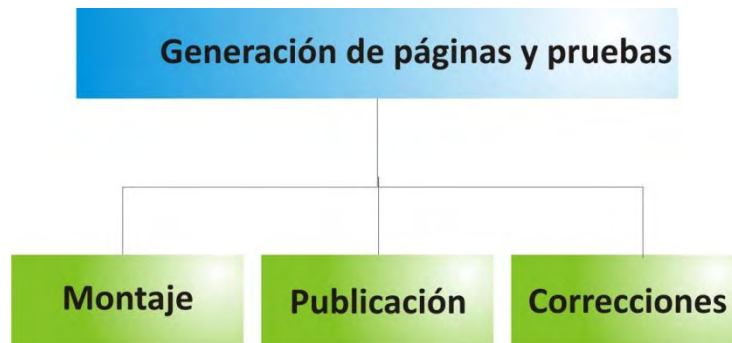 Generación de páginas y pruebas
Montaje
Publicación
Correcciones